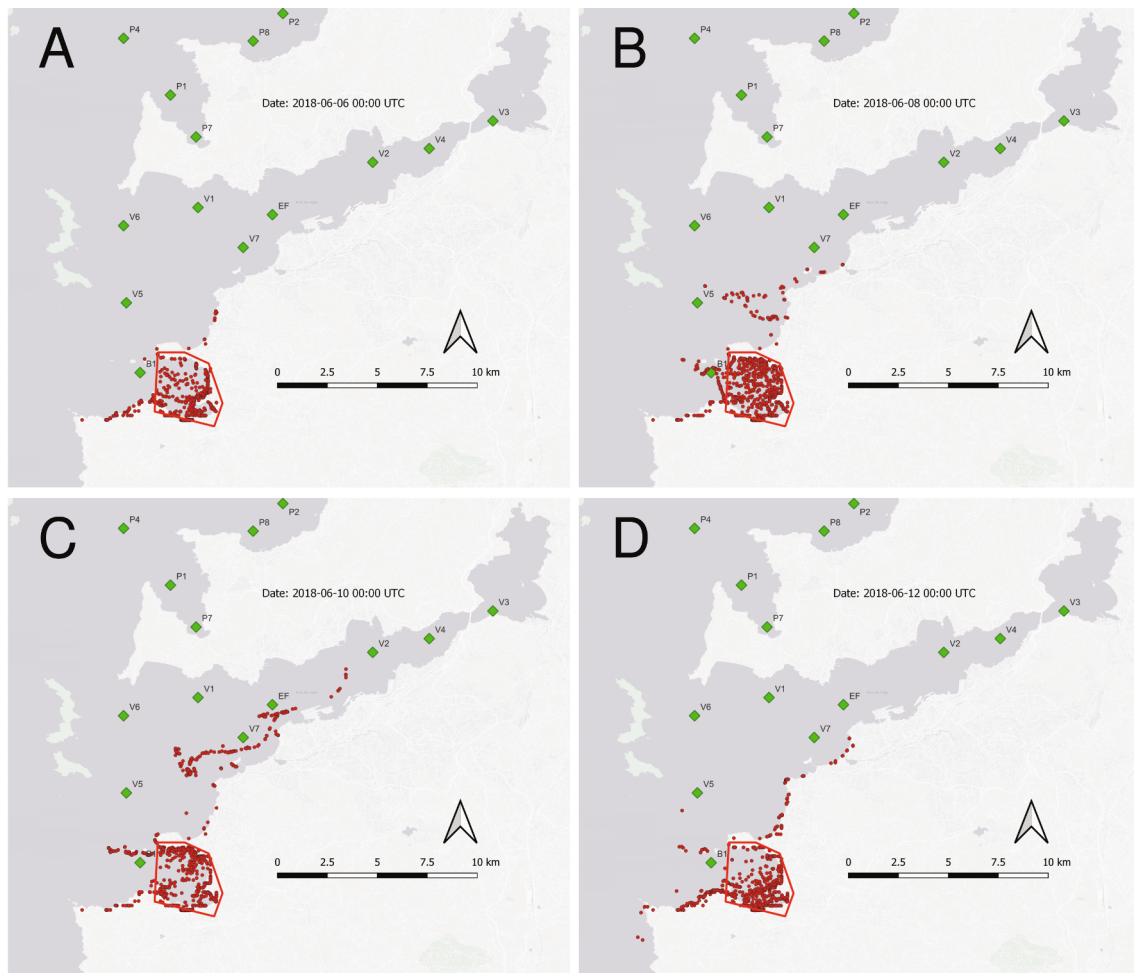 A
P4
P8
P2
P1
Date: 2018-06-06 00:00 UTC
V3
P7
V4
V2
V1
EF
V6
V7
V5
B1
0 2.5 5 7.5 10 km
B
P4
P8
P2
P1
Date: 2018-06-08 00:00 UTC
V3
P7
V4
V2
V1
EF
V6
V7
V5
B1
0 2.5 5 7.5 10 km
C
P4
P8
P2
P1
Date: 2018-06-10 00:00 UTC
V3
P7
V4
V2
V1
EF
V6
V7
V5
B1
0 2.5 5 7.5 10 km
D
P4
P8
P2
P1
Date: 2018-06-12 00:00 UTC
V3
P7
V4
V2
V1
EF
V6
V7
V5
B1
0 2.5 5 7.5 10 km